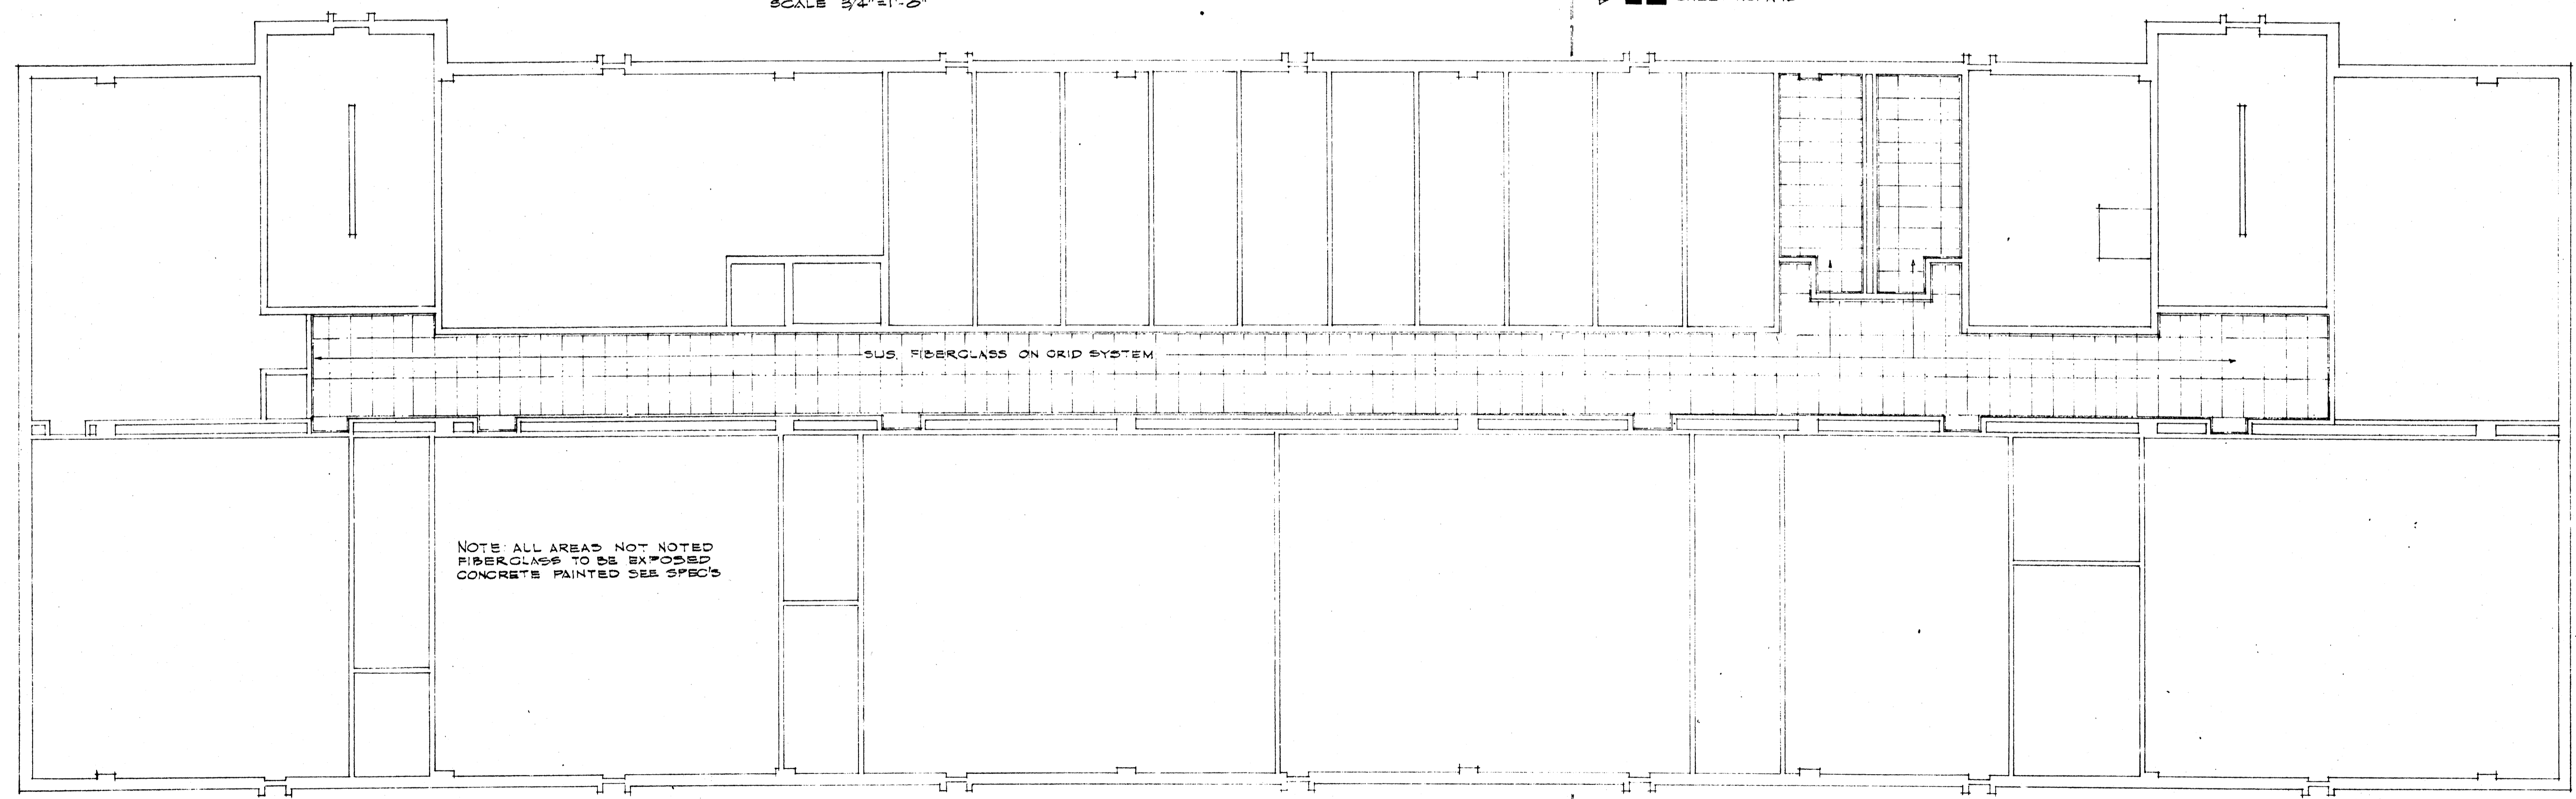 SCALE 3/4"=1'-0"
SUS. FIBERGLASS ON GRID SYSTEM
NOTE: ALL AREAS NOT NOTED
FIBERGLASS TO BE EXPOSED
CONCRETE PAINTED SEE SPEC'S